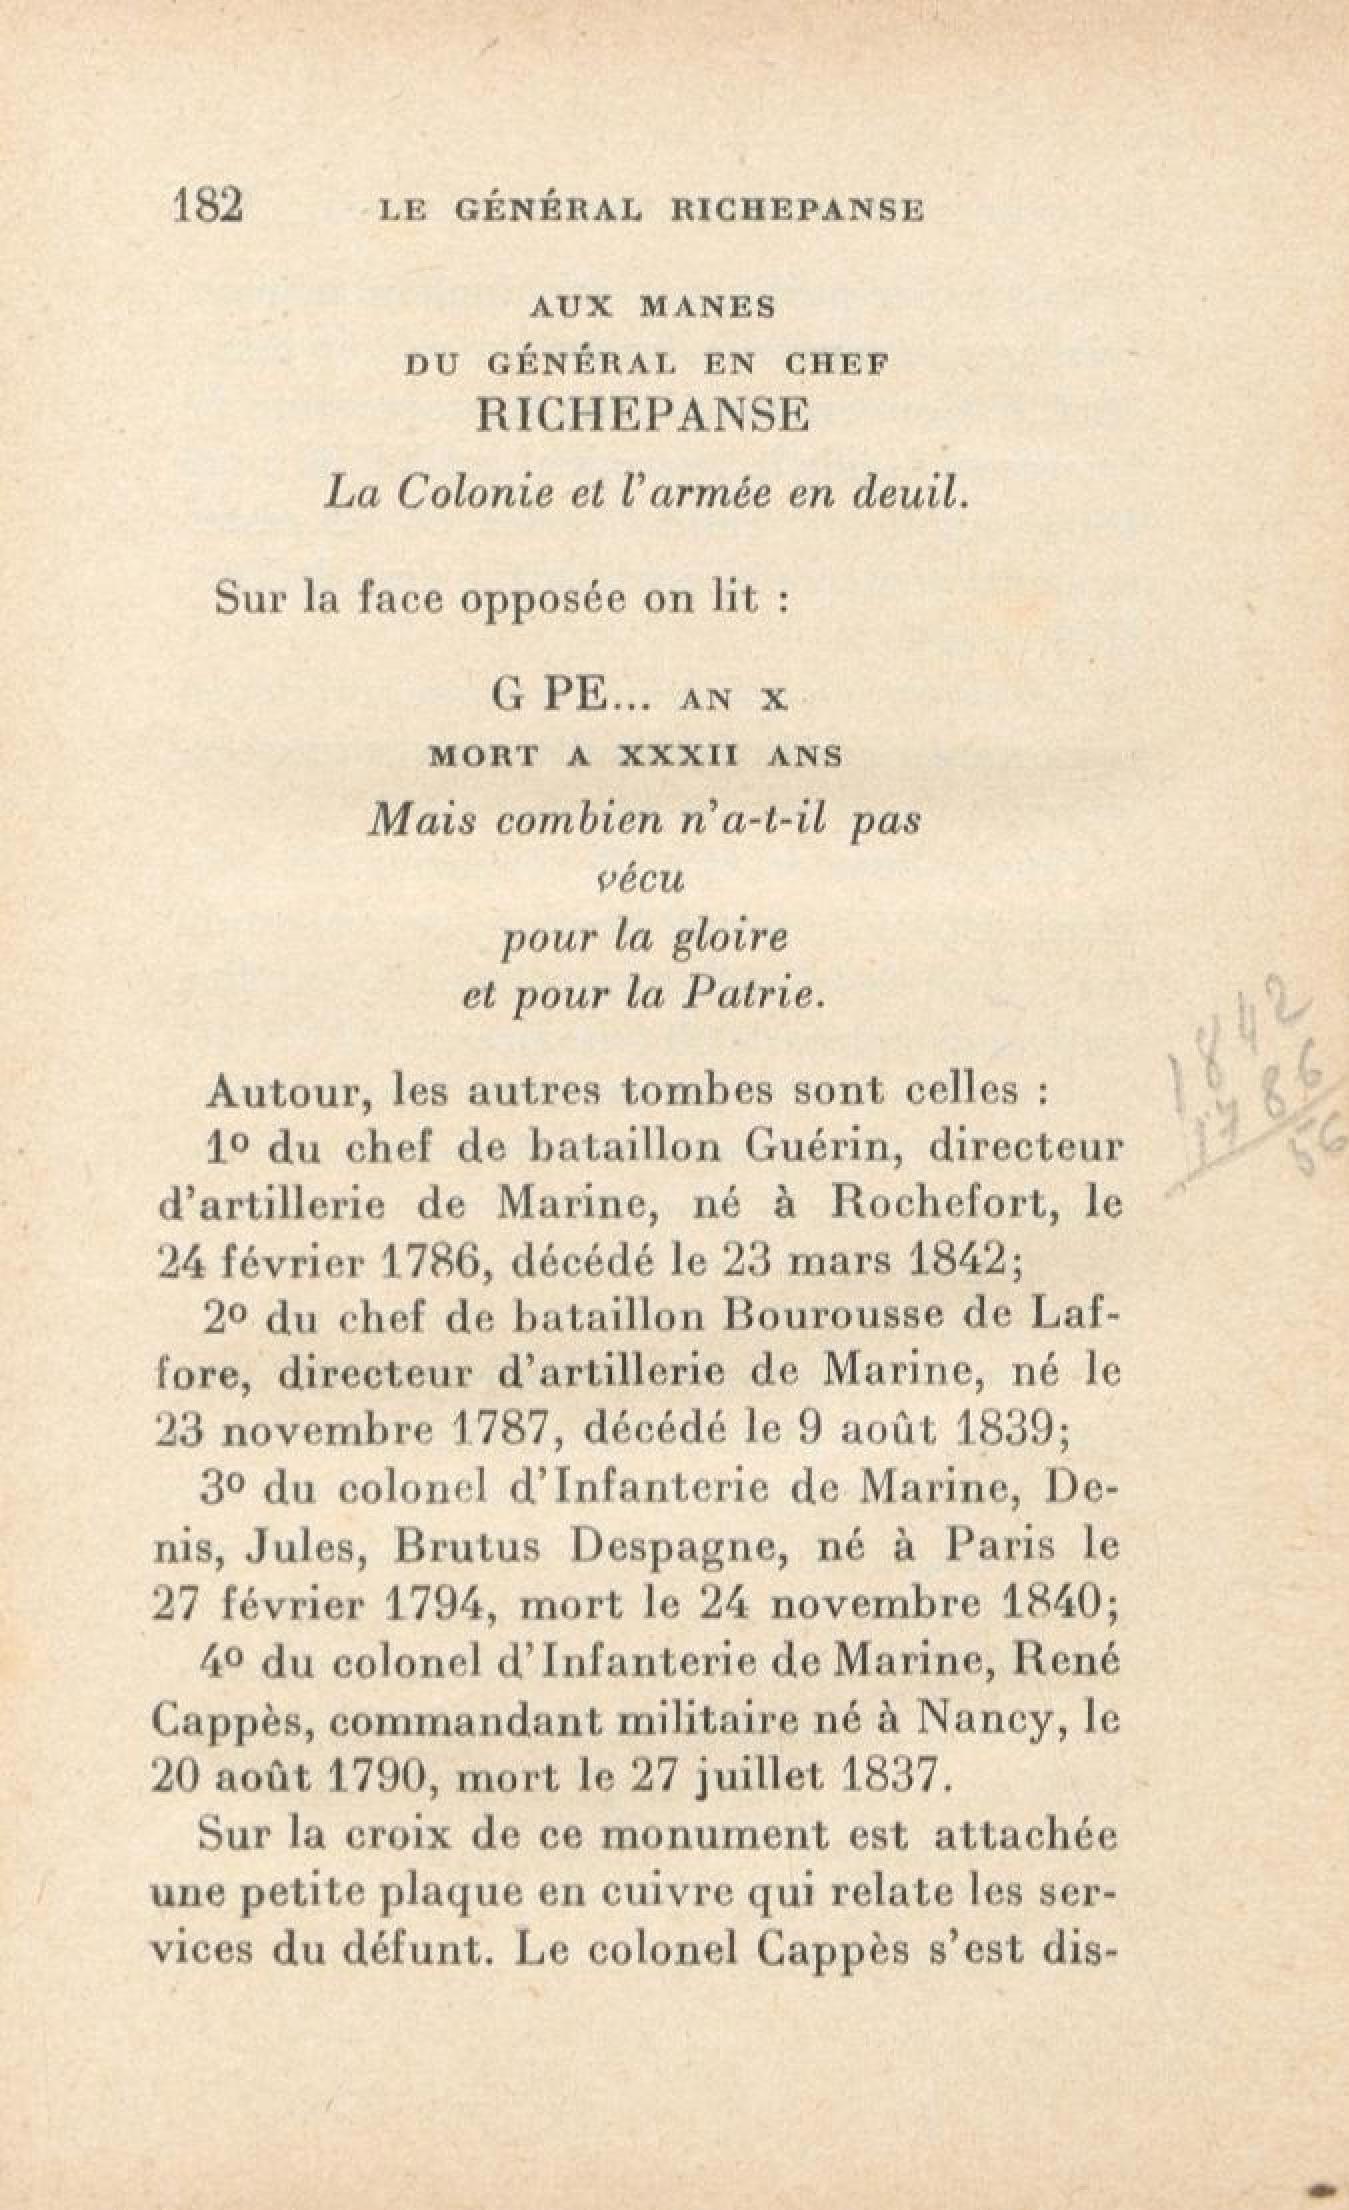 182 LE GÉNÉRAL RICHEPANSE
AUX MANES
DU GÉNÉRAL EN CHEF
RICHEPANSE
La Colonie et l'armée en deuil.
Sur la face opposée on lit :
G PE... AN X
MORT A XXXII ANS
Mais combien n'a-t-il pas
vécu
pour la gloire
et pour la Patrie.
1842
1786
56
Autour, les autres tombes sont celles :
1º du chef de bataillon Guérin, directeur
d'artillerie de Marine, né à Rochefort, le
24 février 1786, décédé le 23 mars 1842;
2º du chef de bataillon Bourousse de Laf-
fore, directeur d'artillerie de Marine, né le
23 novembre 1787, décédé le 9 août 1839;
3º du colonel d'Infanterie de Marine, De-
nis, Jules, Brutus Despagne, né à Paris le
27 février 1794, mort le 24 novembre 1840;
4º du colonel d'Infanterie de Marine, René
Cappès, commandant militaire né à Nancy, le
20 août 1790, mort le 27 juillet 1837.
Sur la croix de ce monument est attachée
une petite plaque en cuivre qui relate les ser-
vices du défunt. Le colonel Cappès s'est dis-